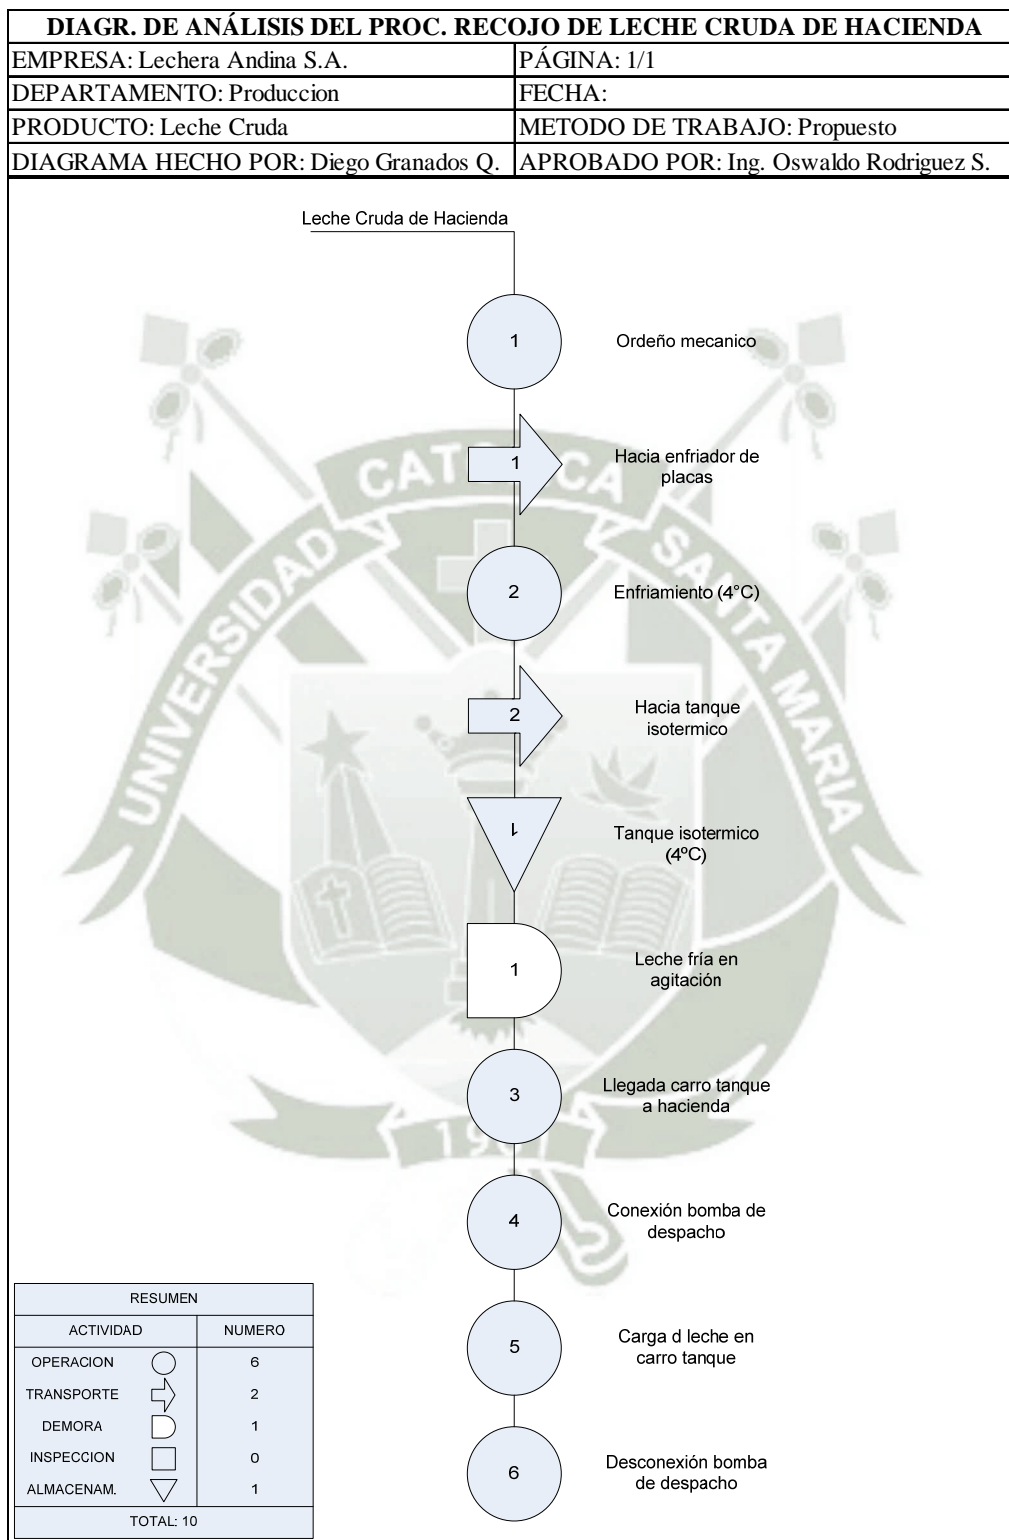 DIAGR. DE ANÁLISIS DEL PROC. RECOJO DE LECHE CRUDA DE HACIENDA
EMPRESA: Lechera Andina S.A.
PÁGINA: 1/1
DEPARTAMENTO: Produccion
FECHA:
PRODUCTO: Leche Cruda
METODO DE TRABAJO: Propuesto
DIAGRAMA HECHO POR: Diego Granados Q.
APROBADO POR: Ing. Oswaldo Rodriguez S.
Leche Cruda de Hacienda
1
Ordeño mecanico
1
Hacia enfriador de
placas
2
Enfriamiento (4°C)
2
Hacia tanque
isotermico
1
Tanque isotermico
(4ºC)
1
Leche fría en
agitación
3
Llegada carro tanque
a hacienda
4
Conexión bomba de
despacho
5
Carga d leche en
carro tanque
6
Desconexión bomba
de despacho
RESUMEN
ACTIVIDAD NUMERO
OPERACION 6
TRANSPORTE 2
DEMORA 1
INSPECCION 0
ALMACENAM. 1
TOTAL: 10
UNIVERSIDAD
SANTA MARIA